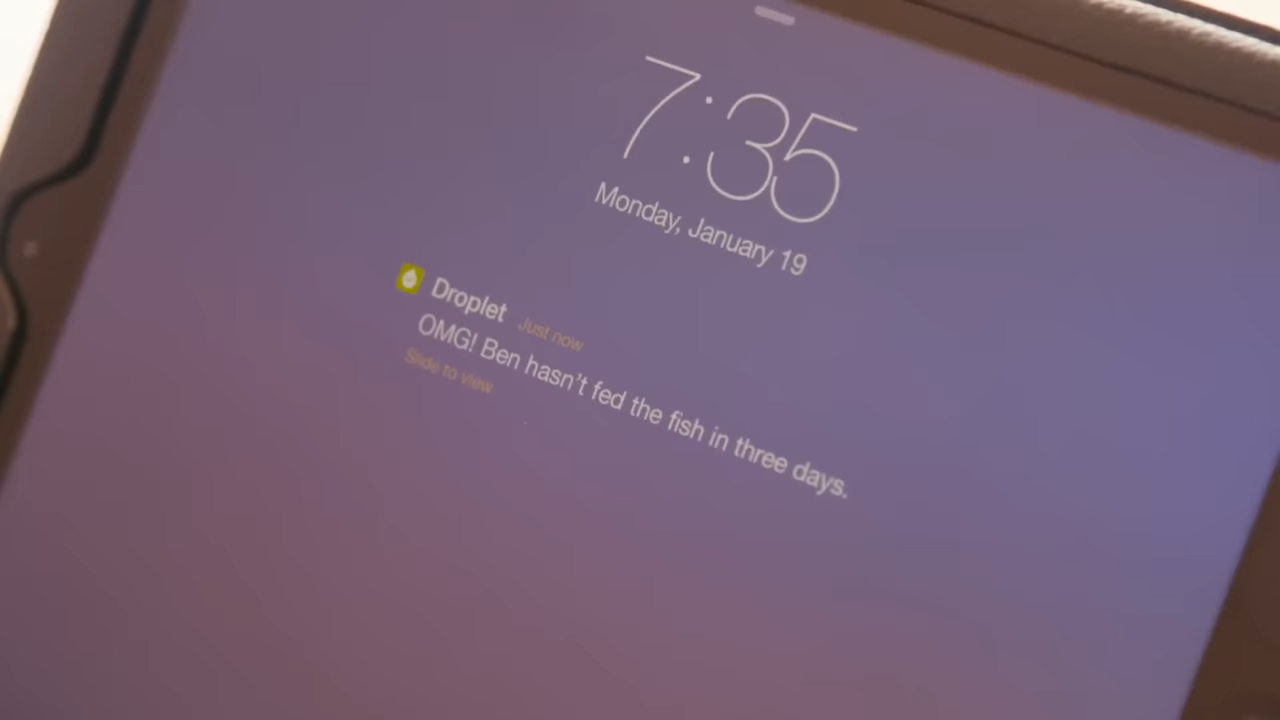 7:35
Monday, January 19
Droplet Just now
OMG! Ben hasn't fed the fish in three days.
Slide to view